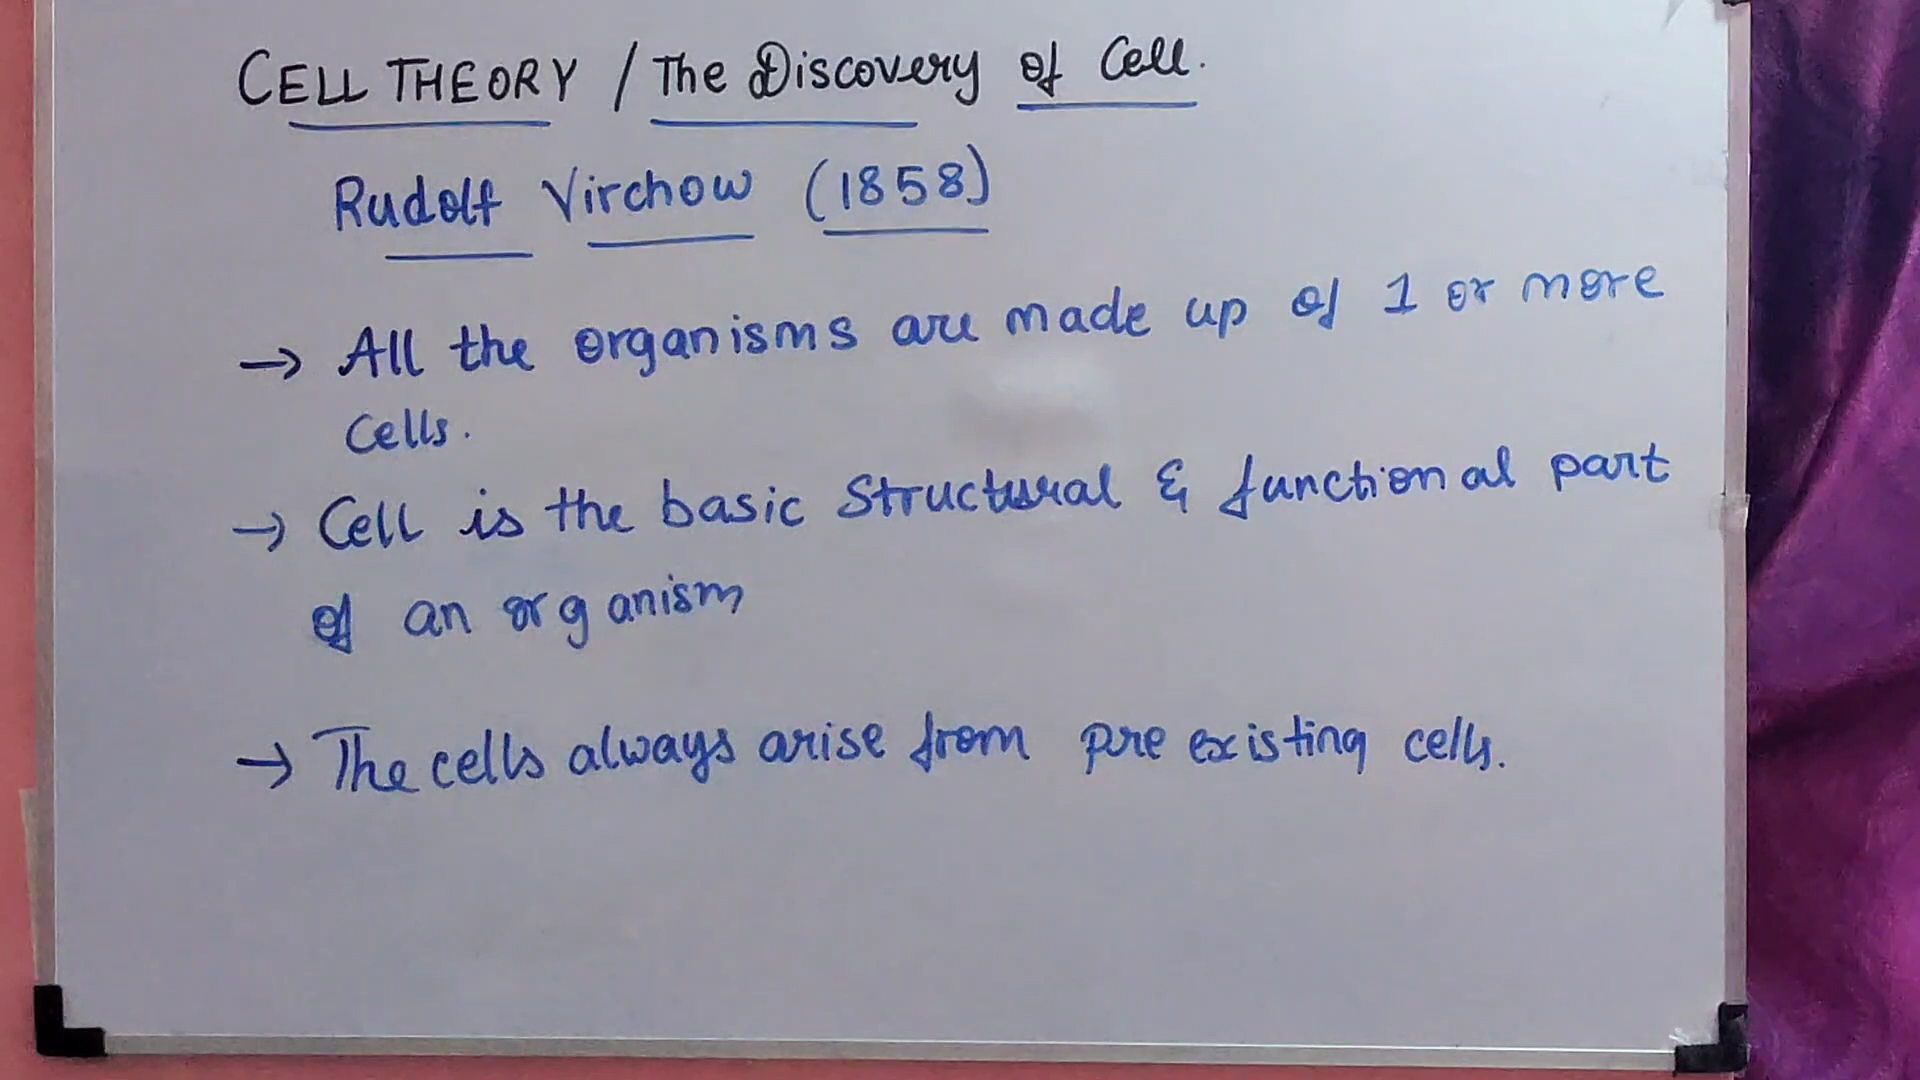 CELL THEORY / The Discovery of Cell.
Rudolf Virchow (1858)
→ All the organisms are made up of 1 or more
cells.
→ Cell is the basic structural & functional part
of an organism
→ The cells always arise from pre existing cells.